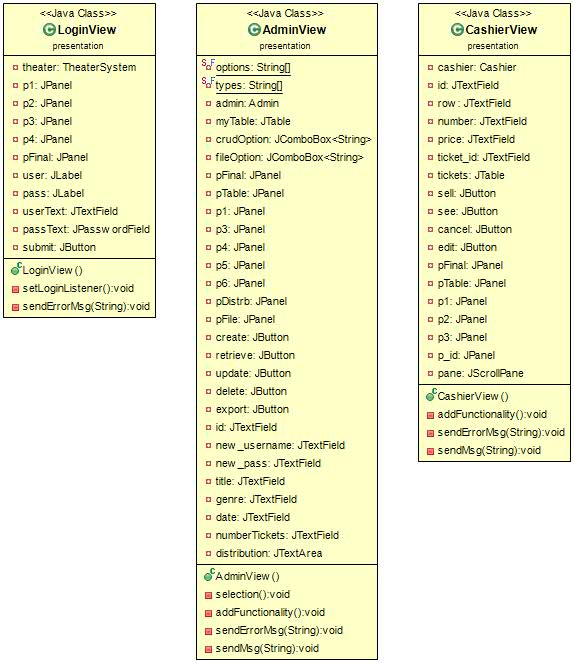 <<Java Class>>
LoginView
presentation
theater: TheaterSystem
p1: JPanel
p2: JPanel
p3: JPanel
p4: JPanel
pFinal: JPanel
user: JLabel
pass: JLabel
userText: JTextField
passText: JPasswordField
submit: JButton
LoginView()
setLoginListener():void
sendErrorMsg(String):void
<<Java Class>>
AdminView
presentation
options: String[]
types: String[]
admin: Admin
myTable: JTable
crudOption: JComboBox<String>
fileOption: JComboBox<String>
pFinal: JPanel
pTable: JPanel
p1: JPanel
p3: JPanel
p4: JPanel
p5: JPanel
p6: JPanel
pDistrb: JPanel
pFile: JPanel
create: JButton
retrieve: JButton
update: JButton
delete: JButton
export: JButton
id: JTextField
new_username: JTextField
new_pass: JTextField
title: JTextField
genre: JTextField
date: JTextField
numberTickets: JTextField
distribution: JTextArea
AdminView()
selection():void
addFunctionality():void
sendErrorMsg(String):void
sendMsg(String):void
<<Java Class>>
CashierView
presentation
cashier: Cashier
id: JTextField
row: JTextField
number: JTextField
price: JTextField
ticket_id: JTextField
tickets: JTable
sell: JButton
see: JButton
cancel: JButton
edit: JButton
pFinal: JPanel
pTable: JPanel
p1: JPanel
p2: JPanel
p3: JPanel
p_id: JPanel
pane: JScrollPane
CashierView()
addFunctionality():void
sendErrorMsg(String):void
sendMsg(String):void